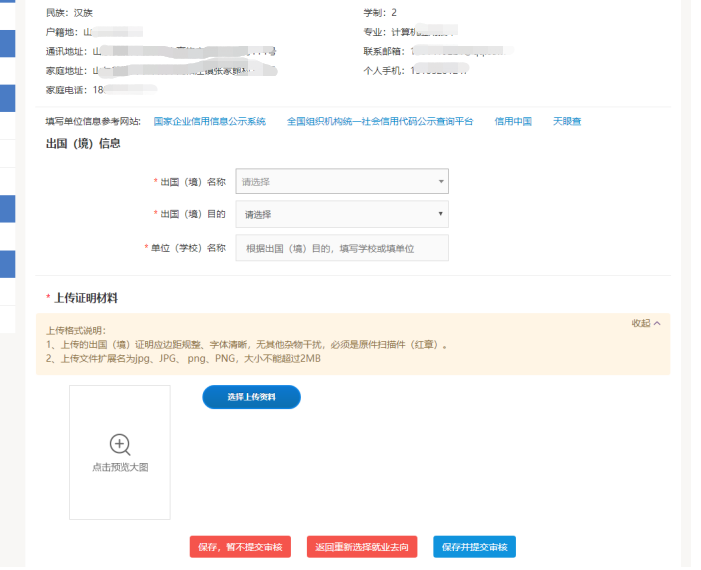 民族：汉族
学制：2
户籍地：山
专业：计算机
通讯地址：山
联系邮箱：
家庭地址：山
个人手机：
家庭电话：18
填写单位信息参考网站: 国家企业信用信息公示系统 全国组织机构统一社会信用代码公示查询平台 信用中国 天眼查
出国（境）信息
* 出国（境）名称 请选择
* 出国（境）目的 请选择
* 单位（学校）名称 根据出国（境）目的，填写学校或填单位
* 上传证明材料
收起
上传格式说明：
1、上传的出国（境）证明应边距规整、字体清晰，无其他杂物干扰，必须是原件扫描件（红章）。
2、上传文件扩展名为jpg、JPG、 png、PNG，大小不能超过2MB
选择上传资料
点击预览大图
保存，暂不提交审核 返回重新选择就业去向 保存并提交审核